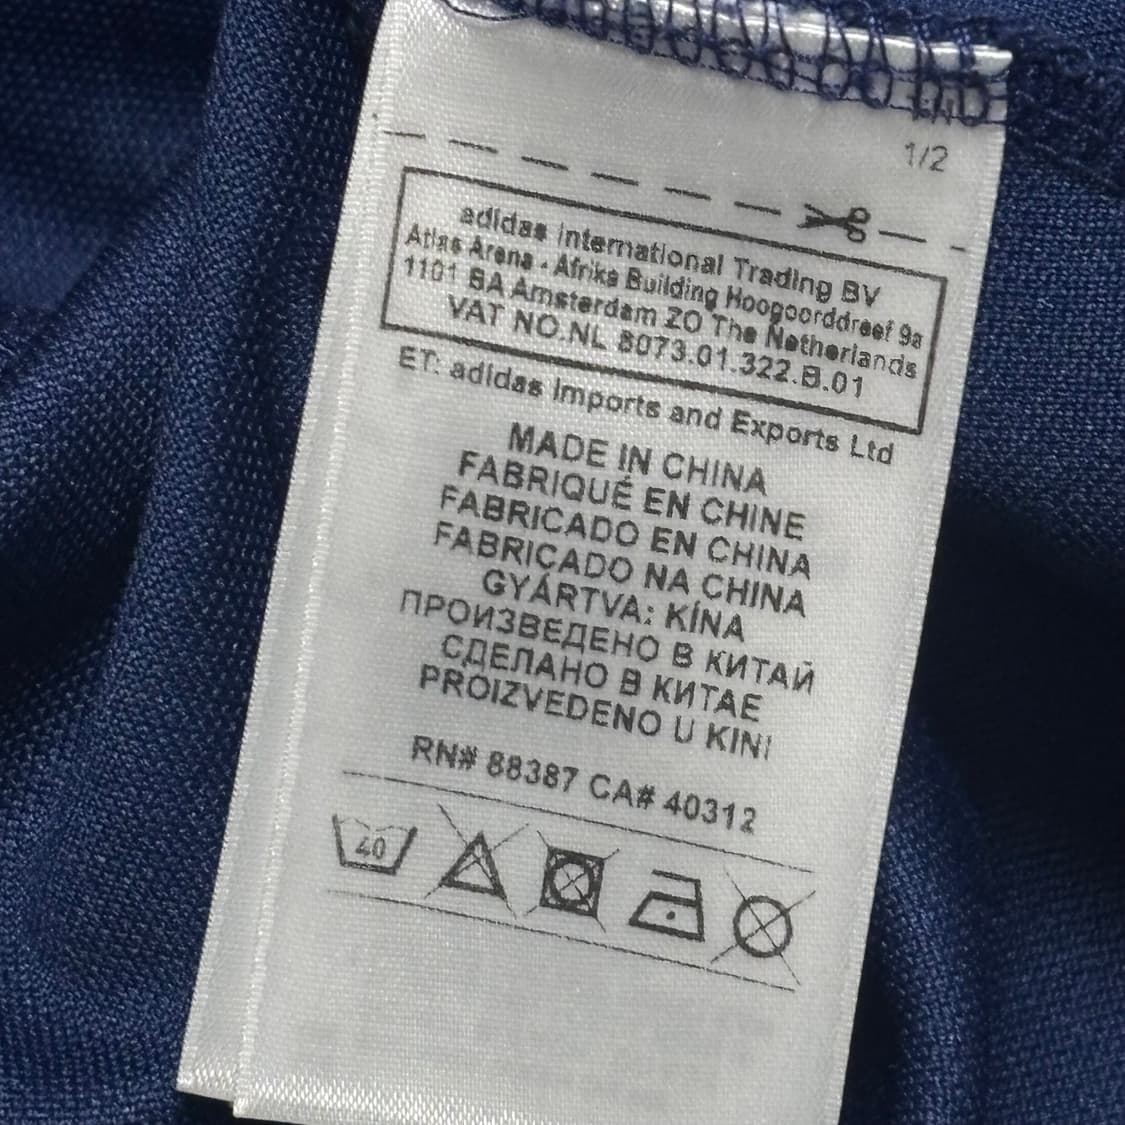 1/2
adidas International Trading BV
Atlas Arena - Afrika Building Hoogoorddreef 9a
1101 BA Amsterdam ZO The Netherlands
VAT NO.NL 8073.01.322.B.01
ET: adidas Imports and Exports Ltd
MADE IN CHINA
FABRIQUÉ EN CHINE
FABRICADO EN CHINA
FABRICADO NA CHINA
GYÁRTVA: KÍNA
ПРОИЗВЕДЕНО В КИТАЙ
СДЕЛАНО В КИТАЕ
PROIZVEDENO U KINI
RN# 88387 CA# 40312
40